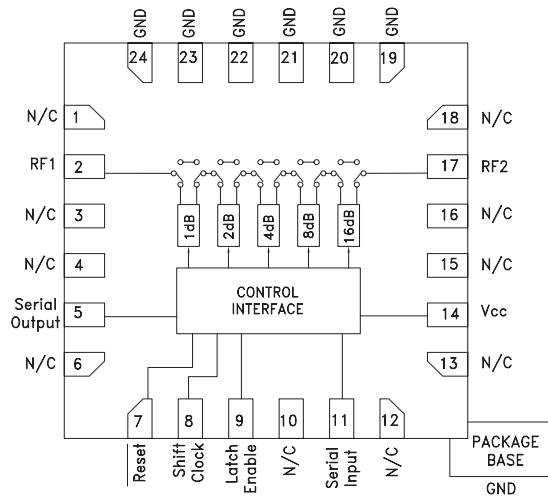 GND
GND
GND
GND
GND
GND
24
23
22
21
20
19
N/C 1
18 N/C
RF1 2
17 RF2
N/C 3
1dB
2dB
4dB
8dB
16dB
16 N/C
N/C 4
15 N/C
Serial
Output
5
CONTROL
INTERFACE
14 Vcc
N/C 6
13 N/C
7
8
9
10
11
12
Reset
Shift
Clock
Latch
Enable
N/C
Serial
Input
N/C
PACKAGE
BASE
GND